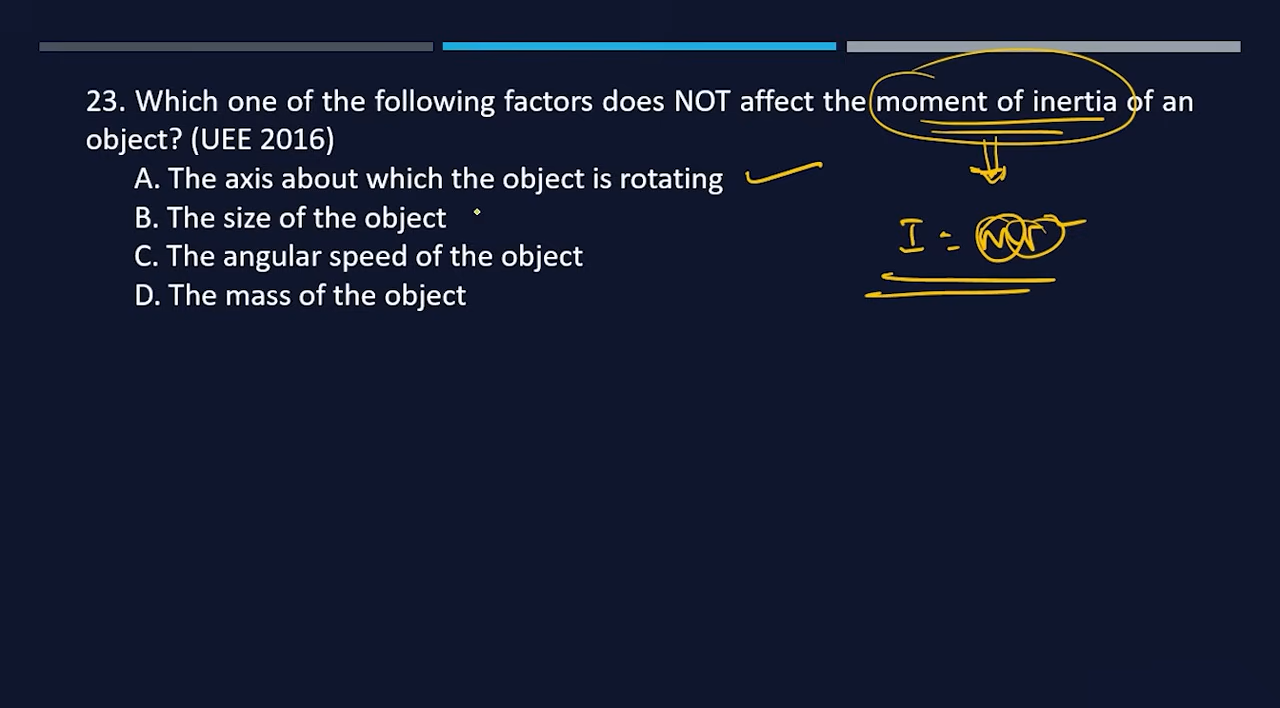 23. Which one of the following factors does NOT affect the moment of inertia of an
object? (UEE 2016)
A. The axis about which the object is rotating
B. The size of the object
C. The angular speed of the object
D. The mass of the object
I = mr²